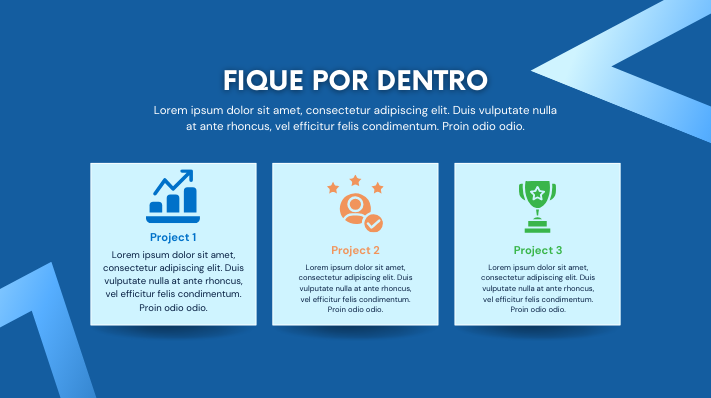 FIQUE POR DENTRO
Lorem ipsum dolor sit amet, consectetur adipiscing elit. Duis vulputate nulla
at ante rhoncus, vel efficitur felis condimentum. Proin odio odio.
Project 1
Lorem ipsum dolor sit amet,
consectetur adipiscing elit. Duis
vulputate nulla at ante rhoncus,
vel efficitur felis condimentum.
Proin odio odio.
Project 2
Lorem ipsum dolor sit amet,
consectetur adipiscing elit. Duis
vulputate nulla at ante rhoncus,
vel efficitur felis condimentum.
Proin odio odio.
Project 3
Lorem ipsum dolor sit amet,
consectetur adipiscing elit. Duis
vulputate nulla at ante rhoncus,
vel efficitur felis condimentum.
Proin odio odio.